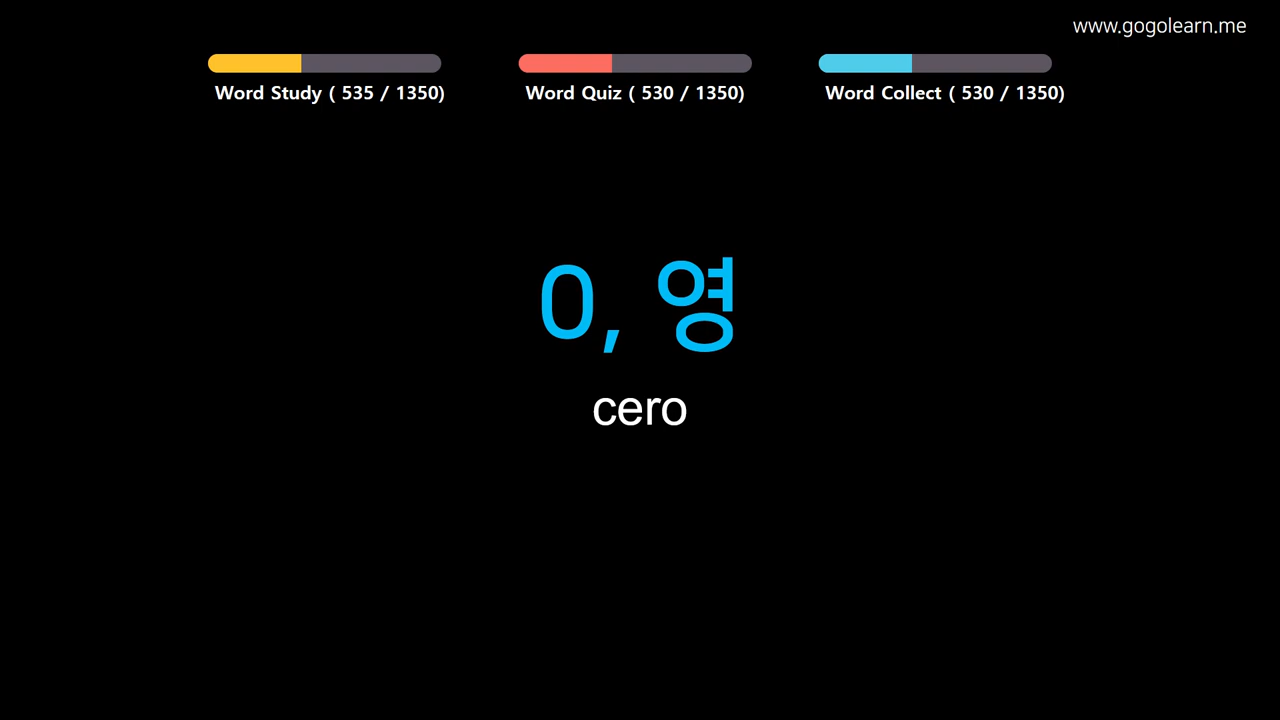 www.gogolearn.me
Word Study ( 535 / 1350)
Word Quiz ( 530 / 1350)
Word Collect ( 530 / 1350)
0, 영
cero